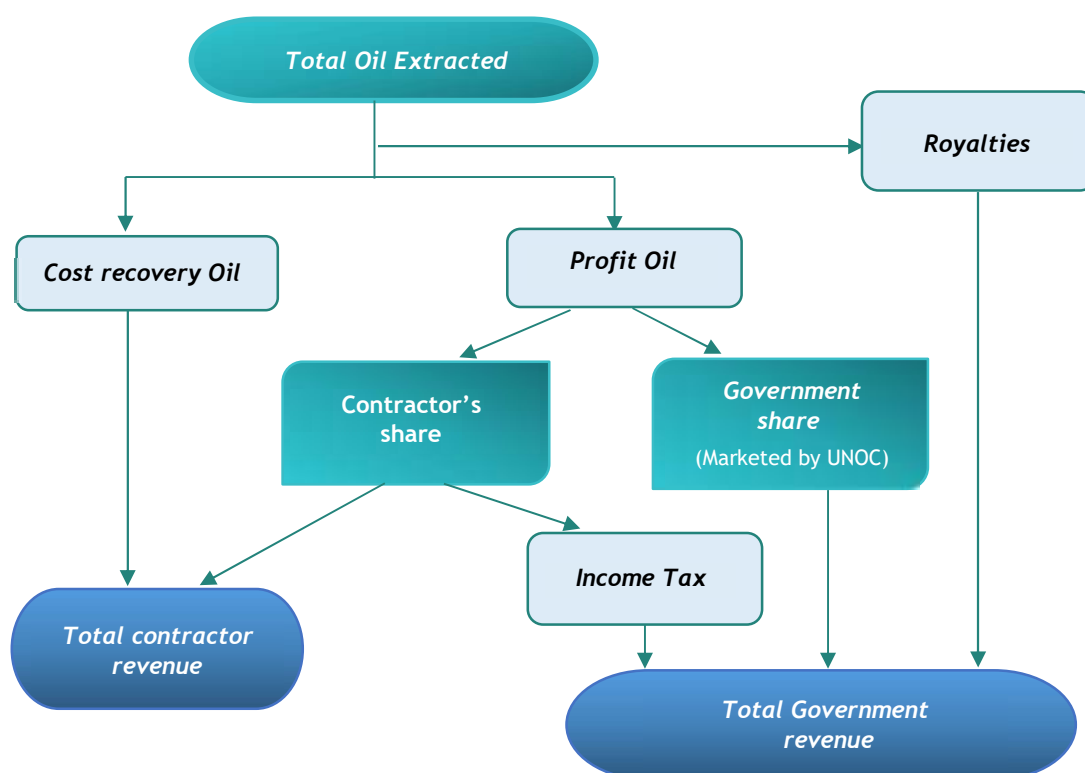 Total Oil Extracted
Royalties
Cost recovery Oil
Profit Oil
Contractor’s
share
Government
share
(Marketed by UNOC)
Income Tax
Total contractor
revenue
Total Government
revenue